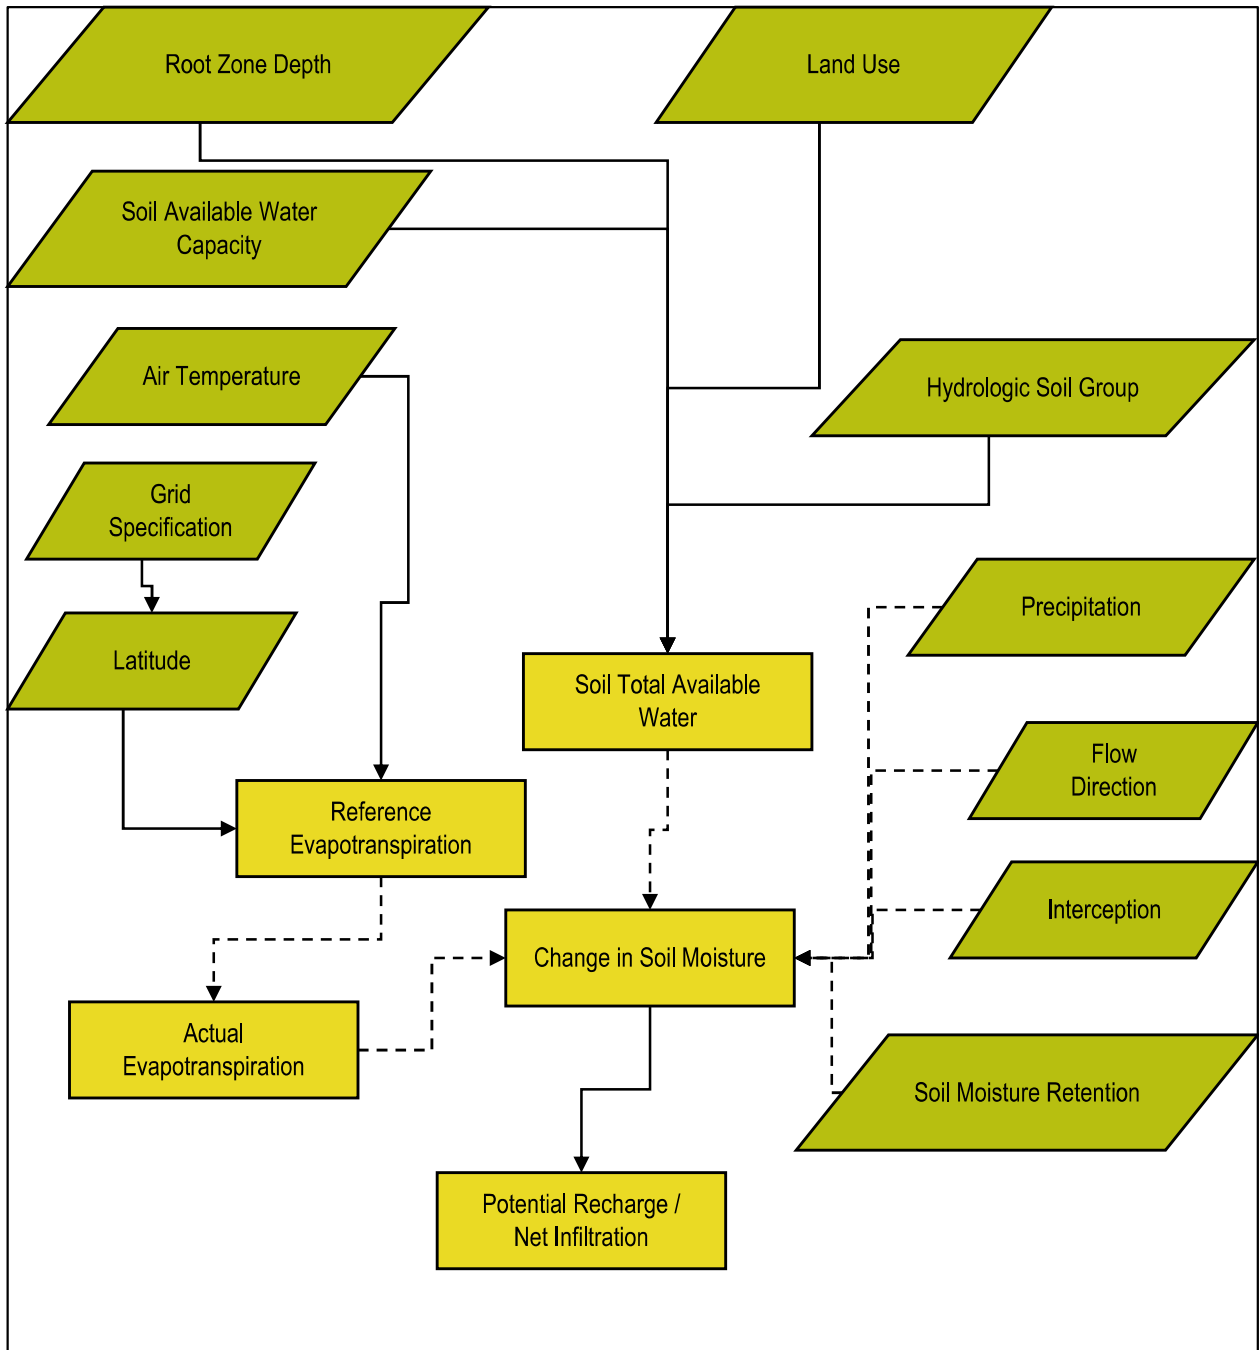 Root Zone Depth
Land Use
Soil Available Water
Capacity
Air Temperature
Hydrologic Soil Group
Grid
Specification
Precipitation
Latitude
Soil Total Available
Water
Flow
Direction
Reference
Evapotranspiration
Interception
Change in Soil Moisture
Actual
Evapotranspiration
Soil Moisture Retention
Potential Recharge /
Net Infiltration